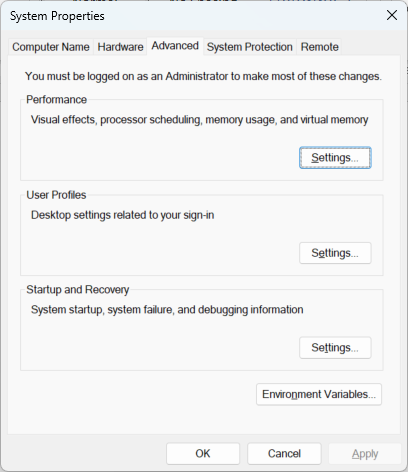 System Properties
Computer Name Hardware Advanced System Protection Remote
You must be logged on as an Administrator to make most of these changes.
Performance
Visual effects, processor scheduling, memory usage, and virtual memory
Settings...
User Profiles
Desktop settings related to your sign-in
Settings...
Startup and Recovery
System startup, system failure, and debugging information
Settings...
Environment Variables...
OK Cancel Apply